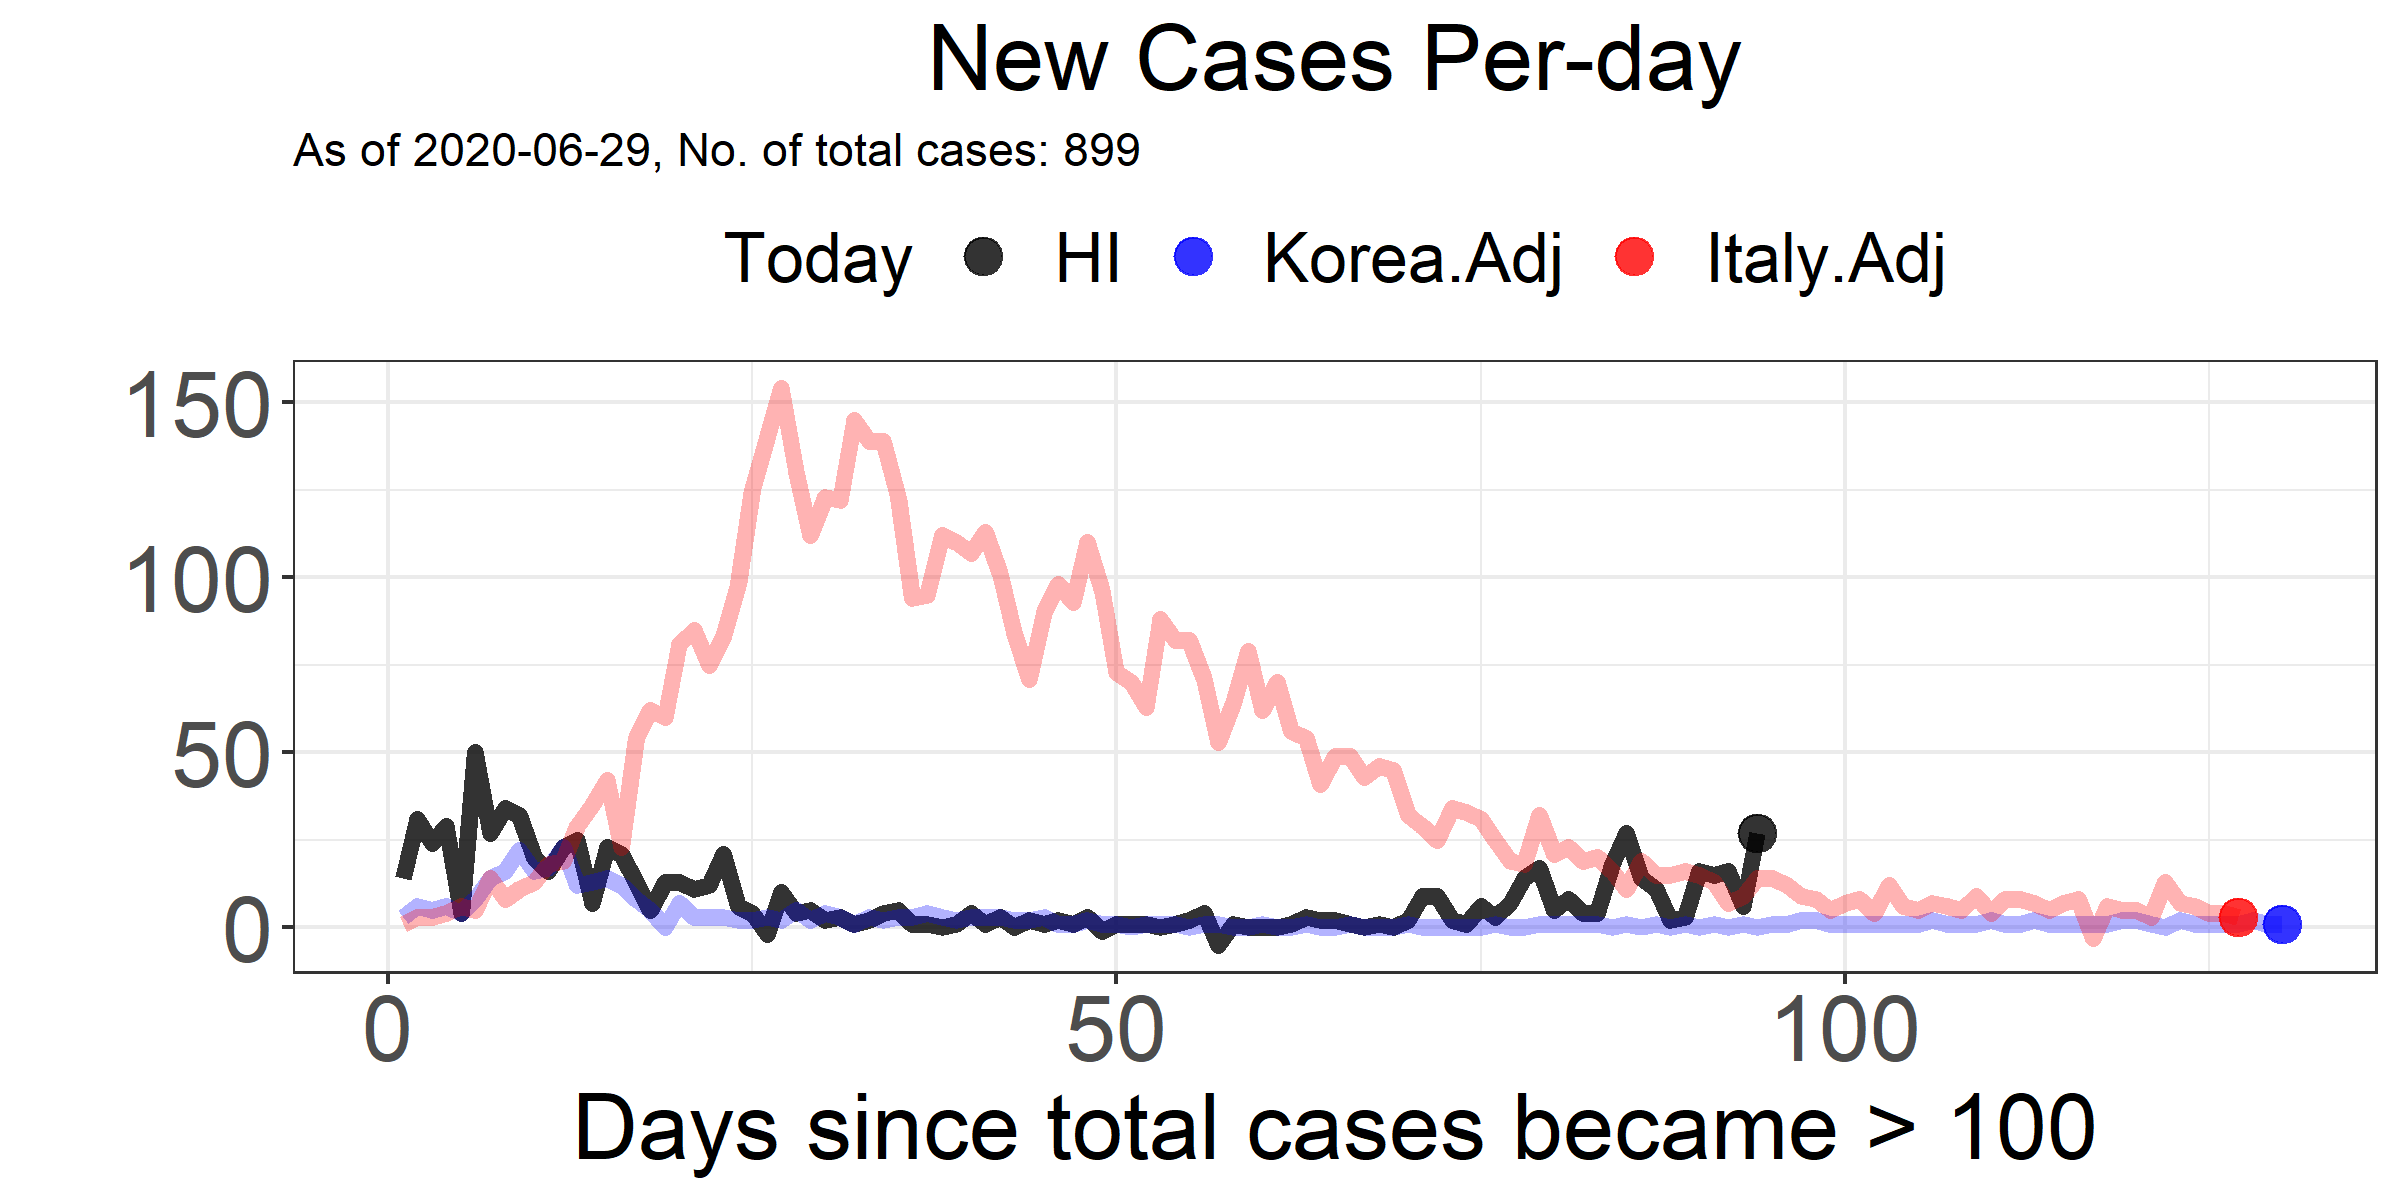 New Cases Per-day
As of 2020-06-29, No. of total cases: 899
Today HI Korea.Adj Italy.Adj
150
100
50
0
0 50 100
Days since total cases became > 100